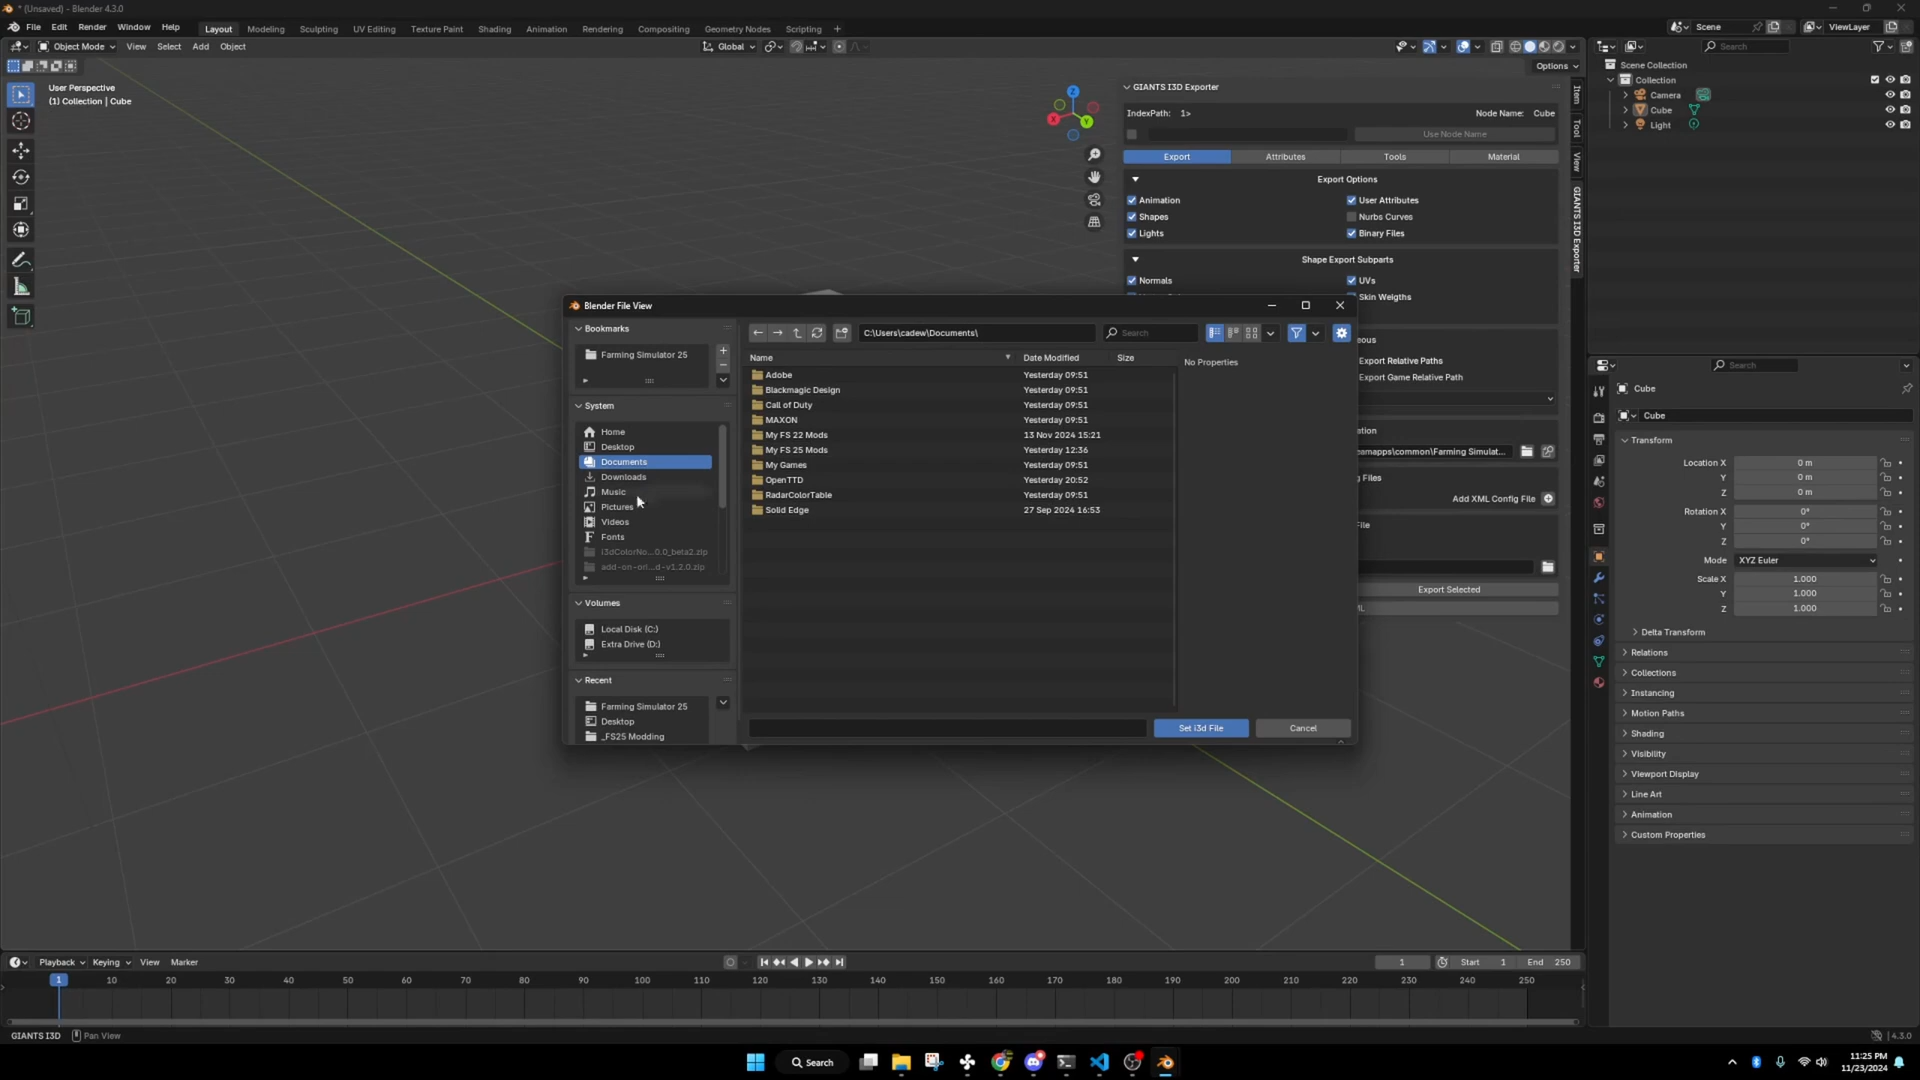 * (Unsaved) - Blender 4.3.0
File Edit Render Window Help Layout Modeling Sculpting UV Editing Texture Paint Shading Animation Rendering Compositing Geometry Nodes Scripting + Scene ViewLayer
Object Mode View Select Add Object Global Search
Options
User Perspective
(1) Collection | Cube
Z
X
Y
Item
Tool
View
GIANTS I3D Exporter
GIANTS I3D Exporter
IndexPath: 1> Node Name: Cube
Use Node Name
Export Attributes Tools Material
Export Options
Animation User Attributes
Shapes Nurbs Curves
Lights Binary Files
Shape Export Subparts
Normals UVs
Skin Weigths
Export Relative Paths
Export Game Relative Path
eamapps\common\Farming Simulat...
Add XML Config File
Export Selected
Scene Collection
Collection
Camera
Cube
Light
Search
Cube
Cube
Transform
Location X 0 m
Y 0 m
Z 0 m
Rotation X 0°
Y 0°
Z 0°
Mode XYZ Euler
Scale X 1.000
Y 1.000
Z 1.000
Delta Transform
Relations
Collections
Instancing
Motion Paths
Shading
Visibility
Viewport Display
Line Art
Animation
Custom Properties
Blender File View
Bookmarks
Farming Simulator 25
System
Home
Desktop
Documents
Downloads
Music
Pictures
Videos
Fonts
i3dColorNo...0.0_beta2.zip
add-on-ori...d-v1.2.0.zip
Volumes
Local Disk (C:)
Extra Drive (D:)
Recent
Farming Simulator 25
Desktop
_FS25 Modding
C:\Users\cadew\Documents\ Search
Name Date Modified Size
Adobe Yesterday 09:51
Blackmagic Design Yesterday 09:51
Call of Duty Yesterday 09:51
MAXON Yesterday 09:51
My FS 22 Mods 13 Nov 2024 15:21
My FS 25 Mods Yesterday 12:36
My Games Yesterday 09:51
OpenTTD Yesterday 20:52
RadarColorTable Yesterday 09:51
Solid Edge 27 Sep 2024 16:53
No Properties
Set i3d File Cancel
Playback Keying View Marker 1 Start 1 End 250
1 10 20 30 40 50 60 70 80 90 100 110 120 130 140 150 160 170 180 190 200 210 220 230 240 250
GIANTS I3D Pan View 4.3.0
Search
11:25 PM
11/23/2024